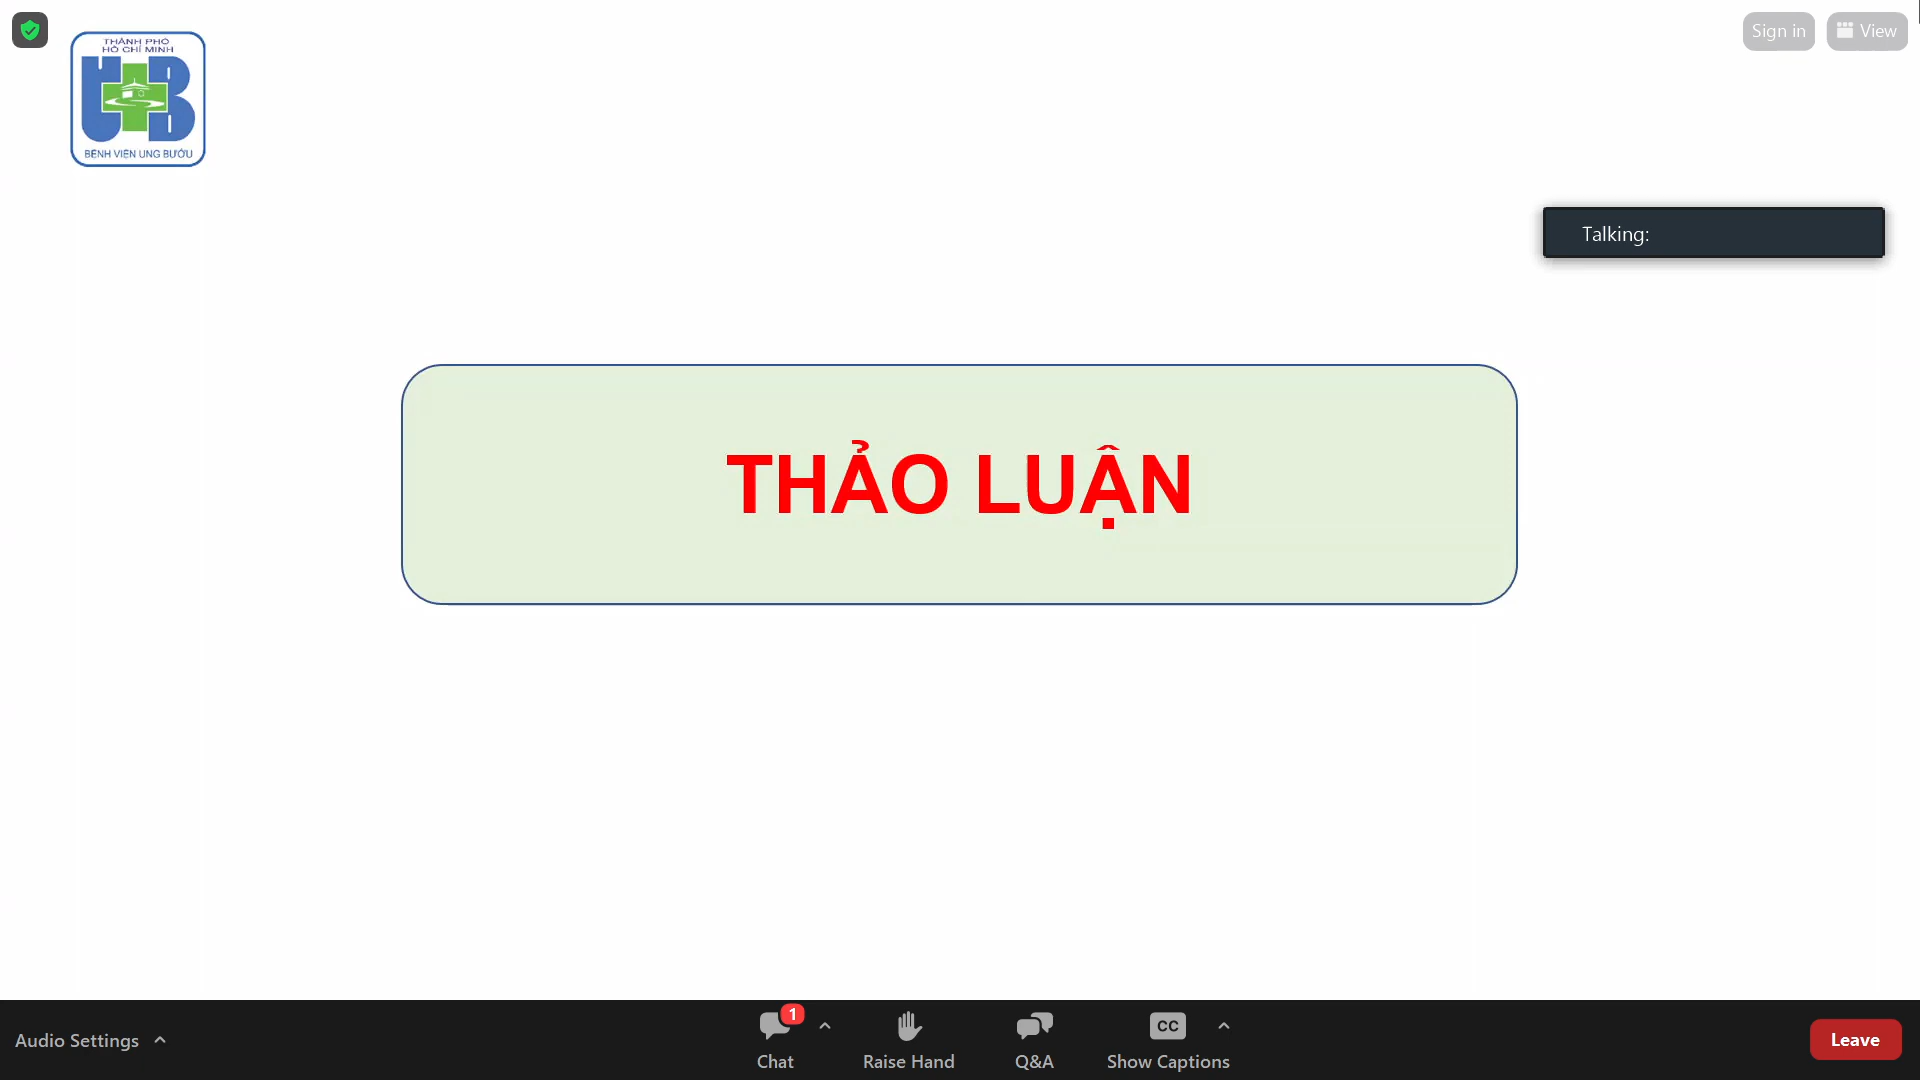 THÀNH PHỐ
HỒ CHÍ MINH
BỆNH VIỆN UNG BƯỚU
Sign in
View
Talking:
THẢO LUẬN
Audio Settings
1
Chat
Raise Hand
Q&A
CC
Show Captions
Leave